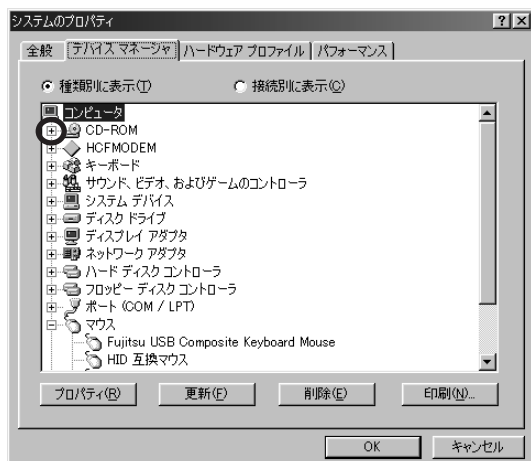 システムのプロパティ
全般 デバイス マネージャ ハードウェア プロファイル パフォーマンス
種類別に表示(T) 接続別に表示(C)
コンピュータ
CD-ROM
HCFMODEM
キーボード
サウンド、ビデオ、およびゲームのコントローラ
システム デバイス
ディスク ドライブ
ディスプレイ アダプタ
ネットワーク アダプタ
ハード ディスク コントローラ
フロッピー ディスク コントローラ
ポート (COM / LPT)
マウス
Fujitsu USB Composite Keyboard Mouse
HID 互換マウス
プロパティ(R) 更新(F) 削除(E) 印刷(N)...
OK キャンセル